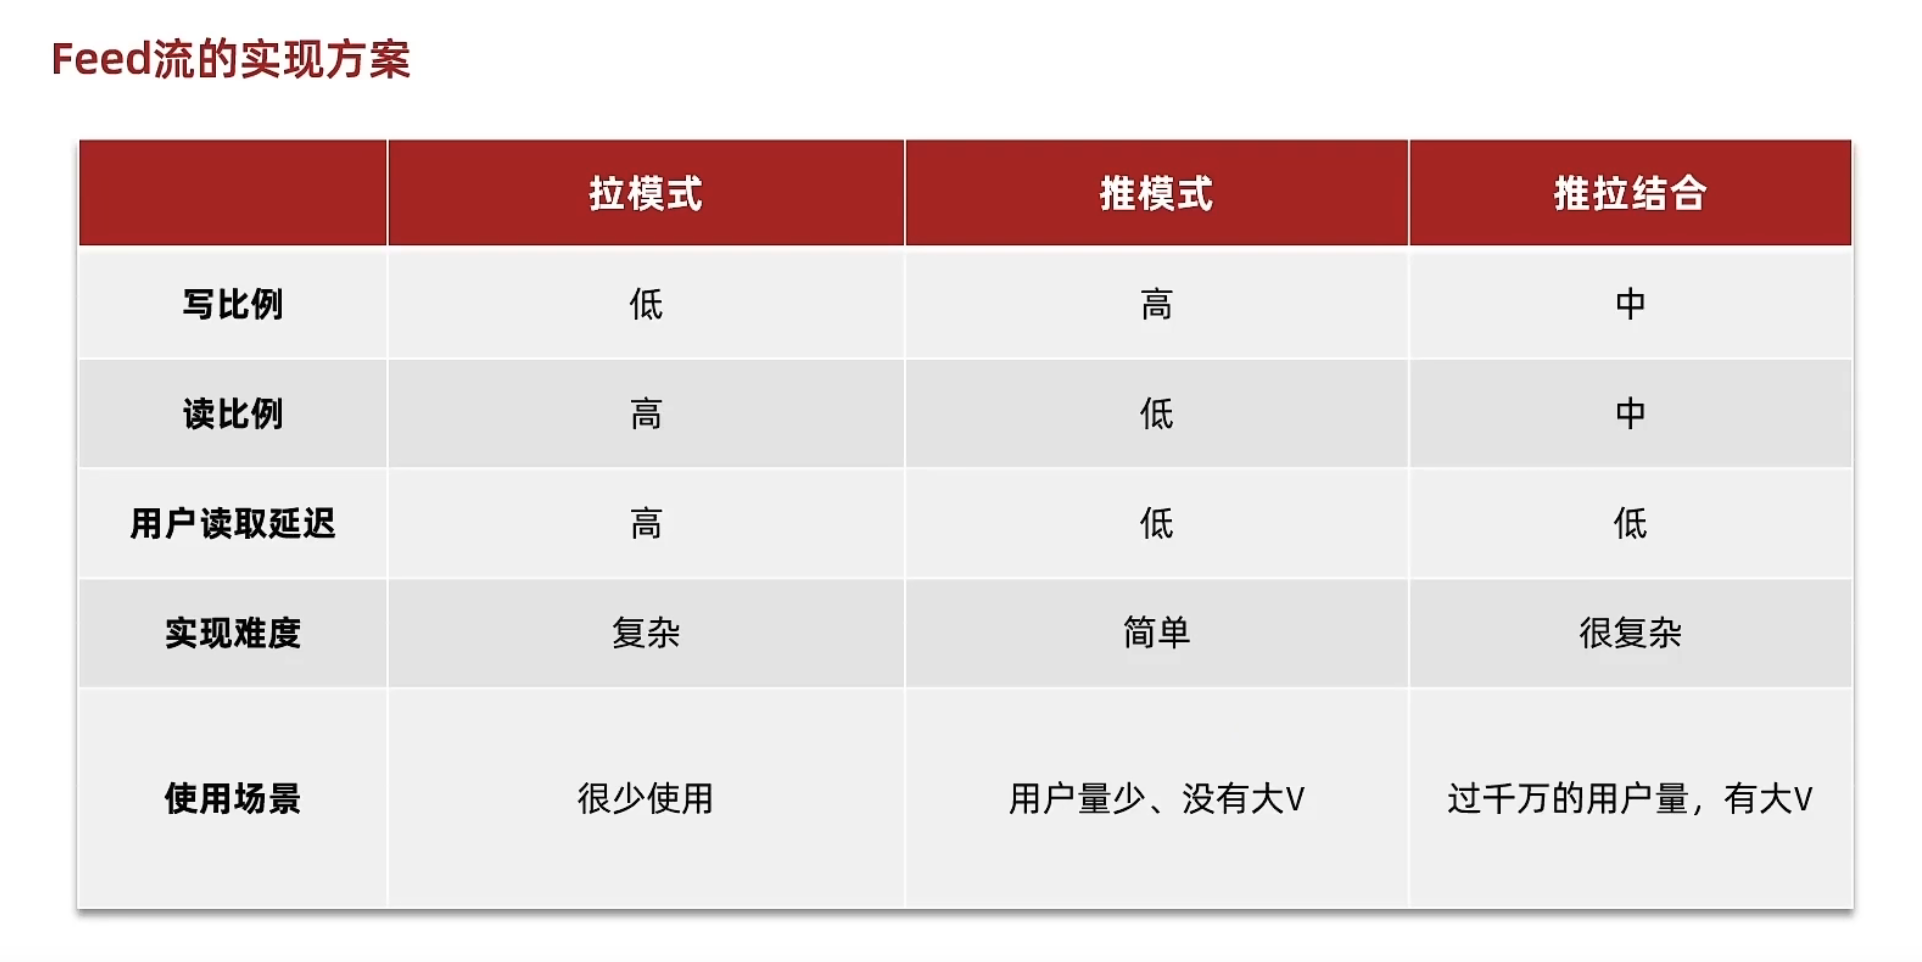 Feed流的实现方案
拉模式 推模式 推拉结合
写比例 低 高 中
读比例 高 低 中
用户读取延迟 高 低 低
实现难度 复杂 简单 很复杂
使用场景 很少使用 用户量少、没有大V 过千万的用户量，有大V